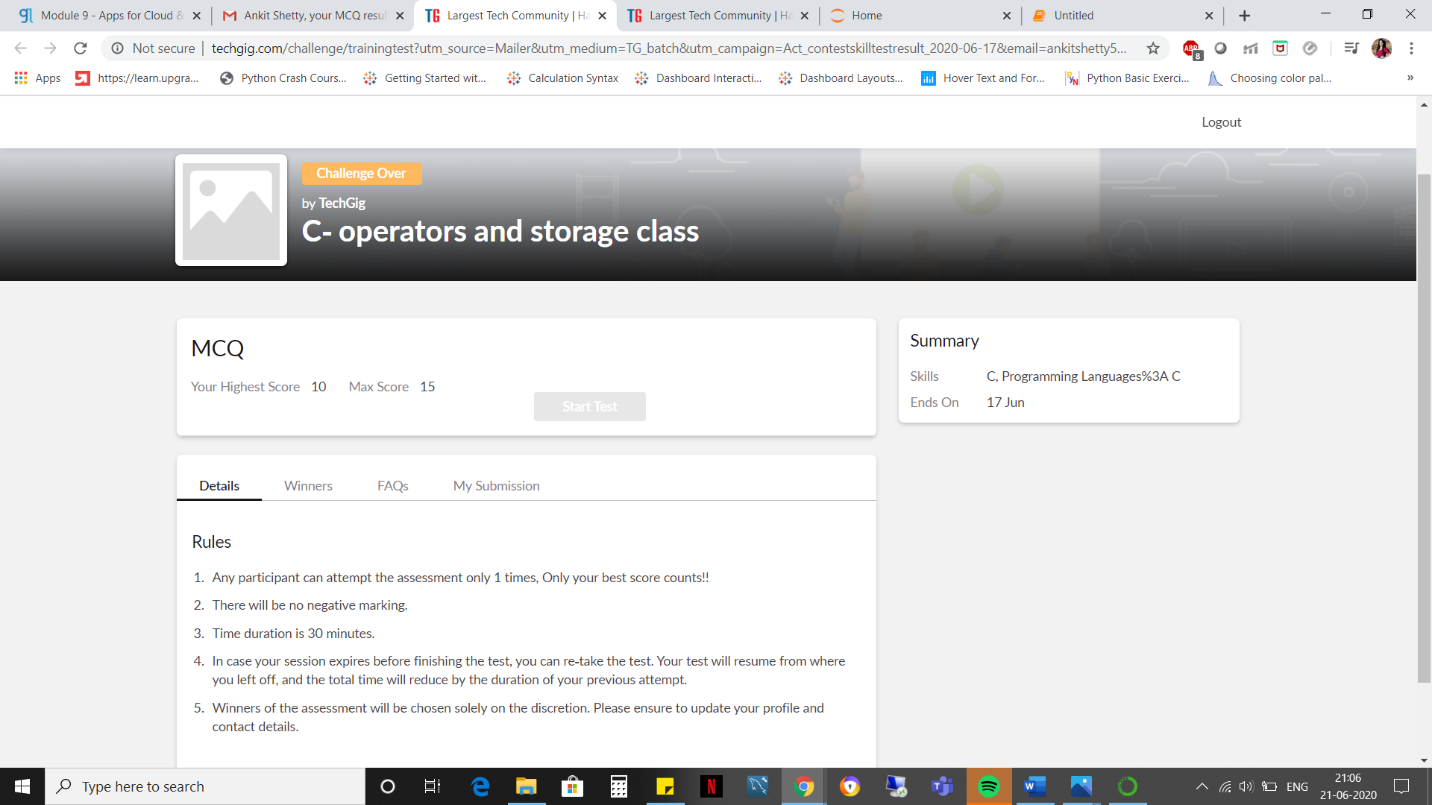 Module 9 - Apps for Cloud &
Ankit Shetty, your MCQ resul
TG Largest Tech Community | Ha
TG Largest Tech Community | Ha
Home
Untitled
Not secure | techgig.com/challenge/trainingtest?utm_source=Mailer&utm_medium=TG_batch&utm_campaign=Act_contestskilltestresult_2020-06-17&email=ankitshetty5...
ABP
8
Apps
https://learn.upgra...
Python Crash Cours...
Getting Started wit...
Calculation Syntax
Dashboard Interacti...
Dashboard Layouts...
Hover Text and For...
Python Basic Exerci...
Choosing color pal...
»
Logout
Challenge Over
by TechGig
C- operators and storage class
MCQ
Your Highest Score 10 Max Score 15
Start Test
Summary
Skills C, Programming Languages%3A C
Ends On 17 Jun
Details Winners FAQs My Submission
Rules
1. Any participant can attempt the assessment only 1 times, Only your best score counts!!
2. There will be no negative marking.
3. Time duration is 30 minutes.
4. In case your session expires before finishing the test, you can re-take the test. Your test will resume from where
you left off, and the total time will reduce by the duration of your previous attempt.
5. Winners of the assessment will be chosen solely on the discretion. Please ensure to update your profile and
contact details.
Type here to search
ENG
21:06
21-06-2020